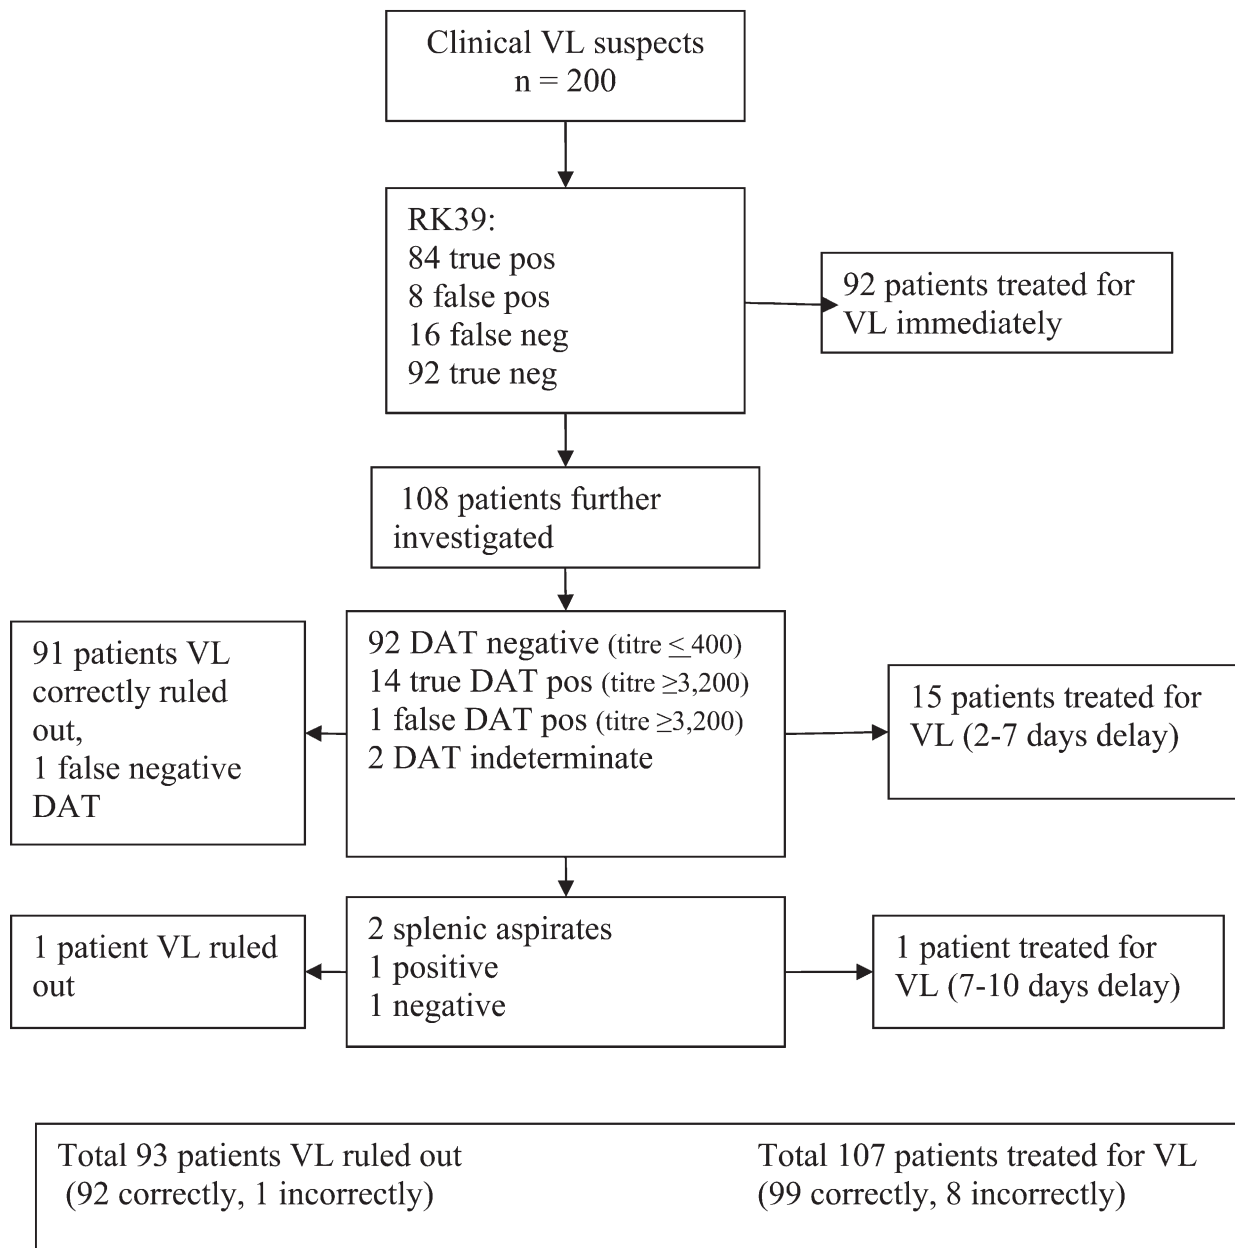 Clinical VL suspects
n = 200
RK39:
84 true pos
8 false pos
16 false neg
92 true neg
92 patients treated for
VL immediately
108 patients further
investigated
91 patients VL
correctly ruled
out,
1 false negative
DAT
92 DAT negative (titre ≤ 400)
14 true DAT pos (titre ≥3,200)
1 false DAT pos (titre ≥3,200)
2 DAT indeterminate
15 patients treated for
VL (2-7 days delay)
1 patient VL ruled
out
2 splenic aspirates
1 positive
1 negative
1 patient treated for
VL (7-10 days delay)
Total 93 patients VL ruled out
(92 correctly, 1 incorrectly)
Total 107 patients treated for VL
(99 correctly, 8 incorrectly)